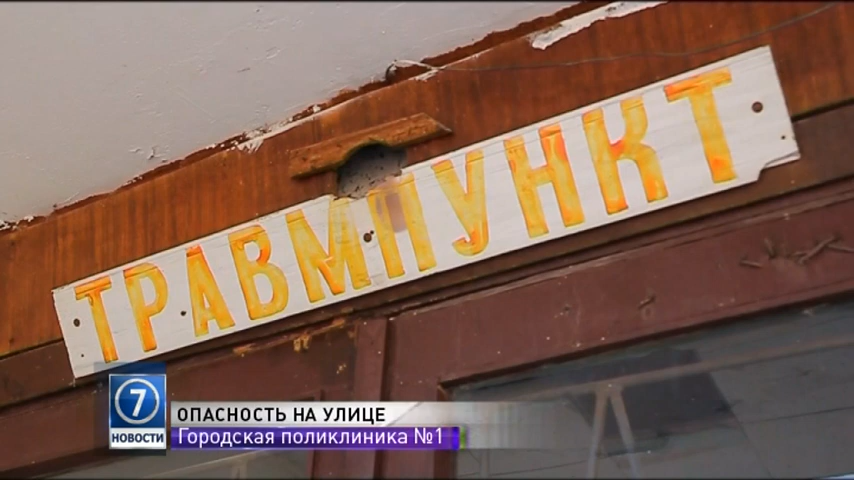 ТРАВМПУНКТ
7
НОВОСТИ
ОПАСНОСТЬ НА УЛИЦЕ
Городская поликлиника №1